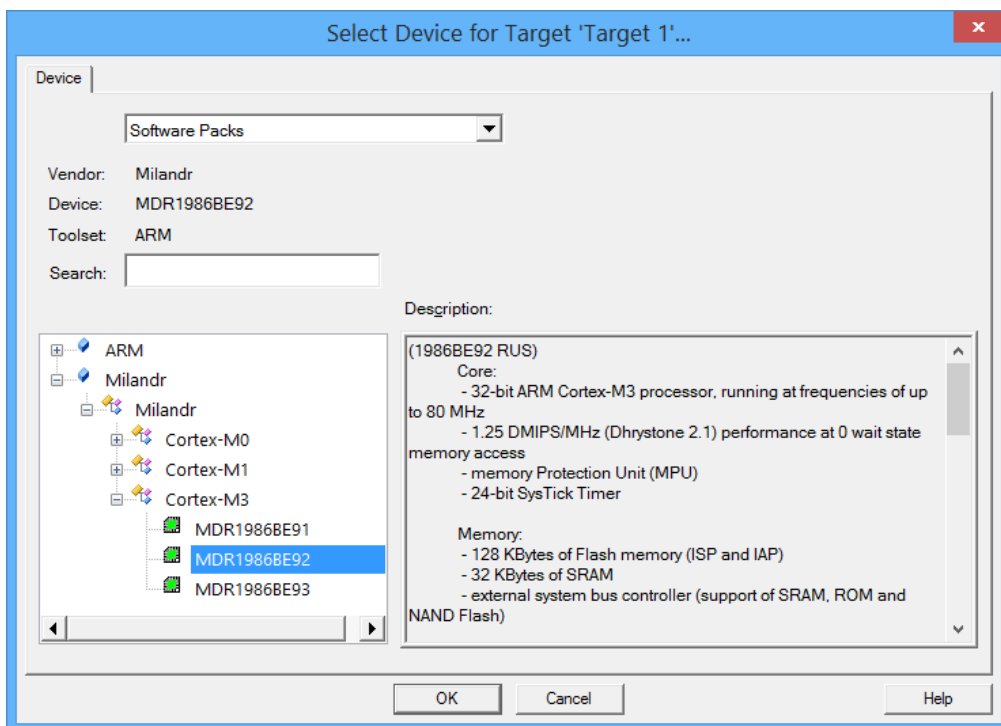 Select Device for Target 'Target 1'...
Device
Software Packs
Vendor: Milandr
Device: MDR1986BE92
Toolset: ARM
Search:
Description:
ARM
Milandr
Milandr
Cortex-M0
Cortex-M1
Cortex-M3
MDR1986BE91
MDR1986BE92
MDR1986BE93
(1986BE92 RUS)
Core:
- 32-bit ARM Cortex-M3 processor, running at frequencies of up
to 80 MHz
- 1.25 DMIPS/MHz (Dhrystone 2.1) performance at 0 wait state
memory access
- memory Protection Unit (MPU)
- 24-bit SysTick Timer
Memory:
- 128 KBytes of Flash memory (ISP and IAP)
- 32 KBytes of SRAM
- external system bus controller (support of SRAM, ROM and
NAND Flash)
OK
Cancel
Help